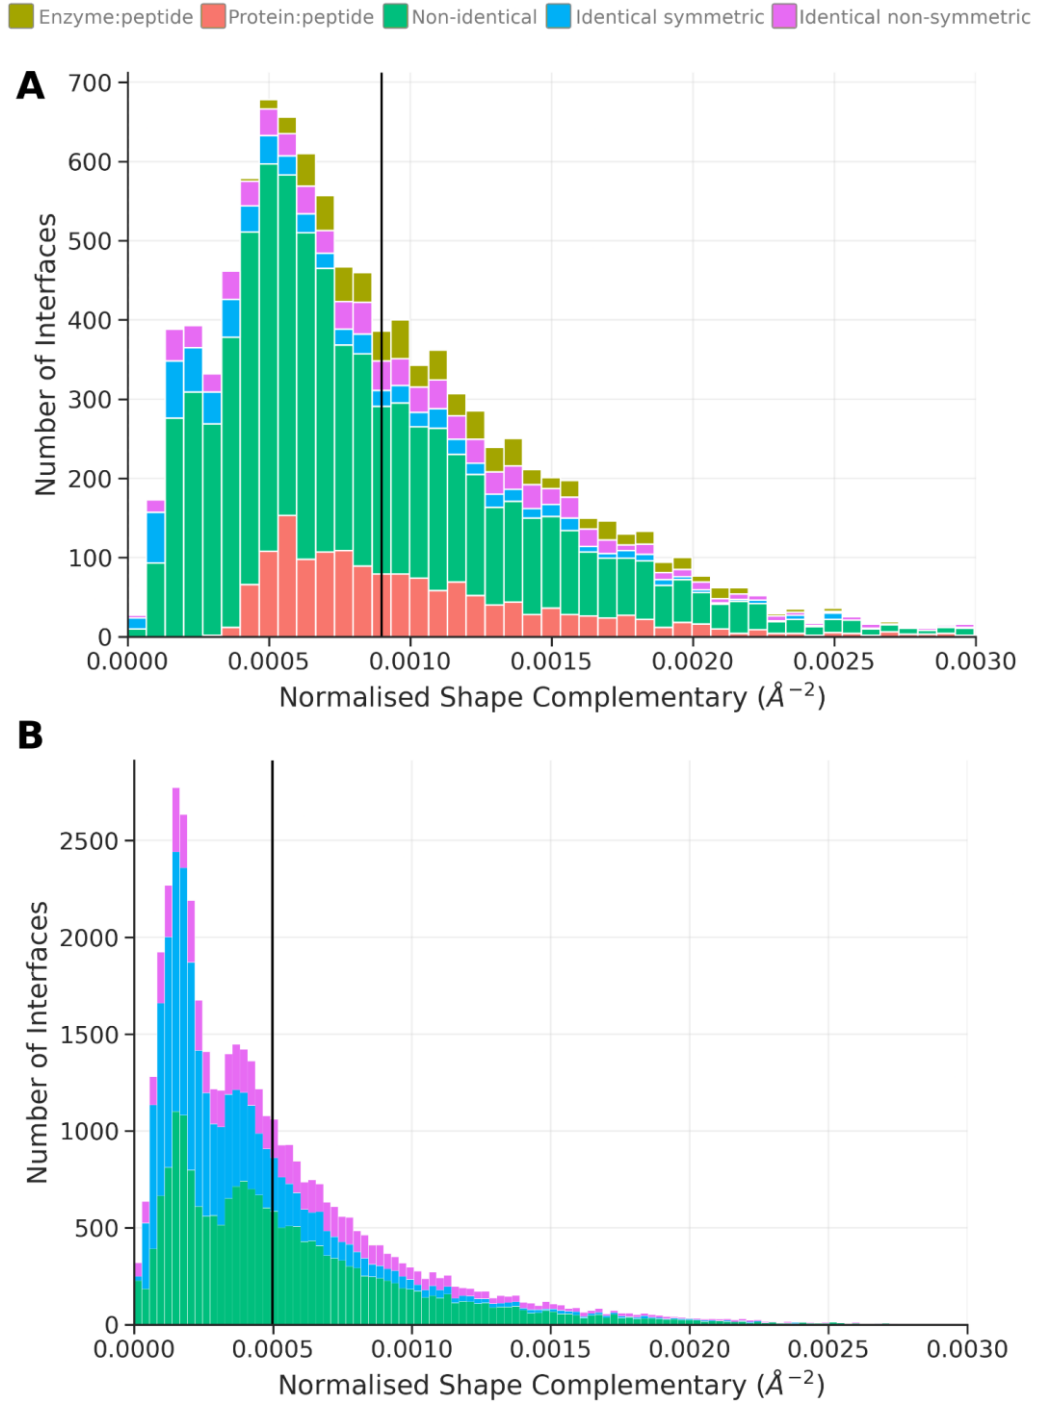 Enzyme:peptide Protein:peptide Non-identical Identical symmetric Identical non-symmetric
A
700
600
500
400
300
200
100
0
Number of Interfaces
0.0000 0.0005 0.0010 0.0015 0.0020 0.0025 0.0030
Normalised Shape Complementary (Å⁻²)
B
2500
2000
1500
1000
500
0
Number of Interfaces
0.0000 0.0005 0.0010 0.0015 0.0020 0.0025 0.0030
Normalised Shape Complementary (Å⁻²)